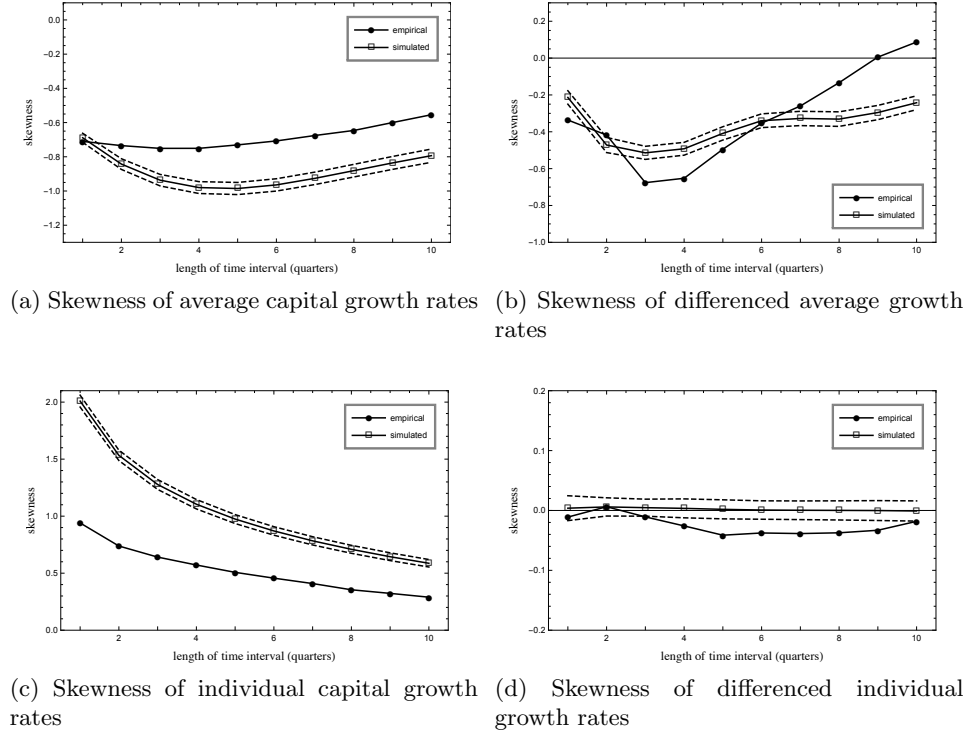 0.0
-0.2
-0.4
-0.6
-0.8
-1.0
-1.2
skewness
empirical
simulated
2
4
6
8
10
length of time interval (quarters)
(a) Skewness of average capital growth rates
0.2
0.0
-0.2
-0.4
-0.6
-0.8
-1.0
skewness
empirical
simulated
2
4
6
8
10
length of time interval (quarters)
(b) Skewness of differenced average growth
rates
2.0
1.5
1.0
0.5
0.0
skewness
empirical
simulated
2
4
6
8
10
length of time interval (quarters)
(c) Skewness of individual capital growth
rates
0.2
0.1
0.0
-0.1
-0.2
skewness
empirical
simulated
2
4
6
8
10
length of time interval (quarters)
(d) Skewness of differenced individual
growth rates